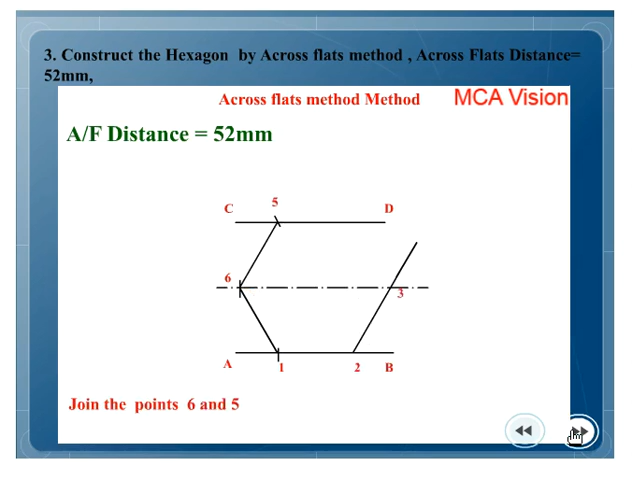 3. Construct the Hexagon by Across flats method , Across Flats Distance=
52mm,
Across flats method Method
MCA Vision
A/F Distance = 52mm
C 5 D
6
3
A 1 2 B
Join the points 6 and 5